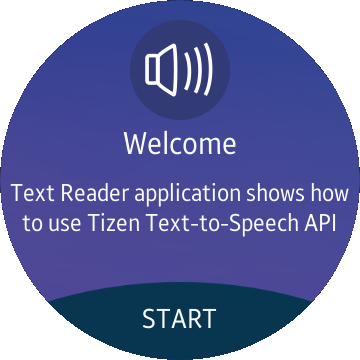 Welcome
Text Reader application shows how
to use Tizen Text-to-Speech API
START